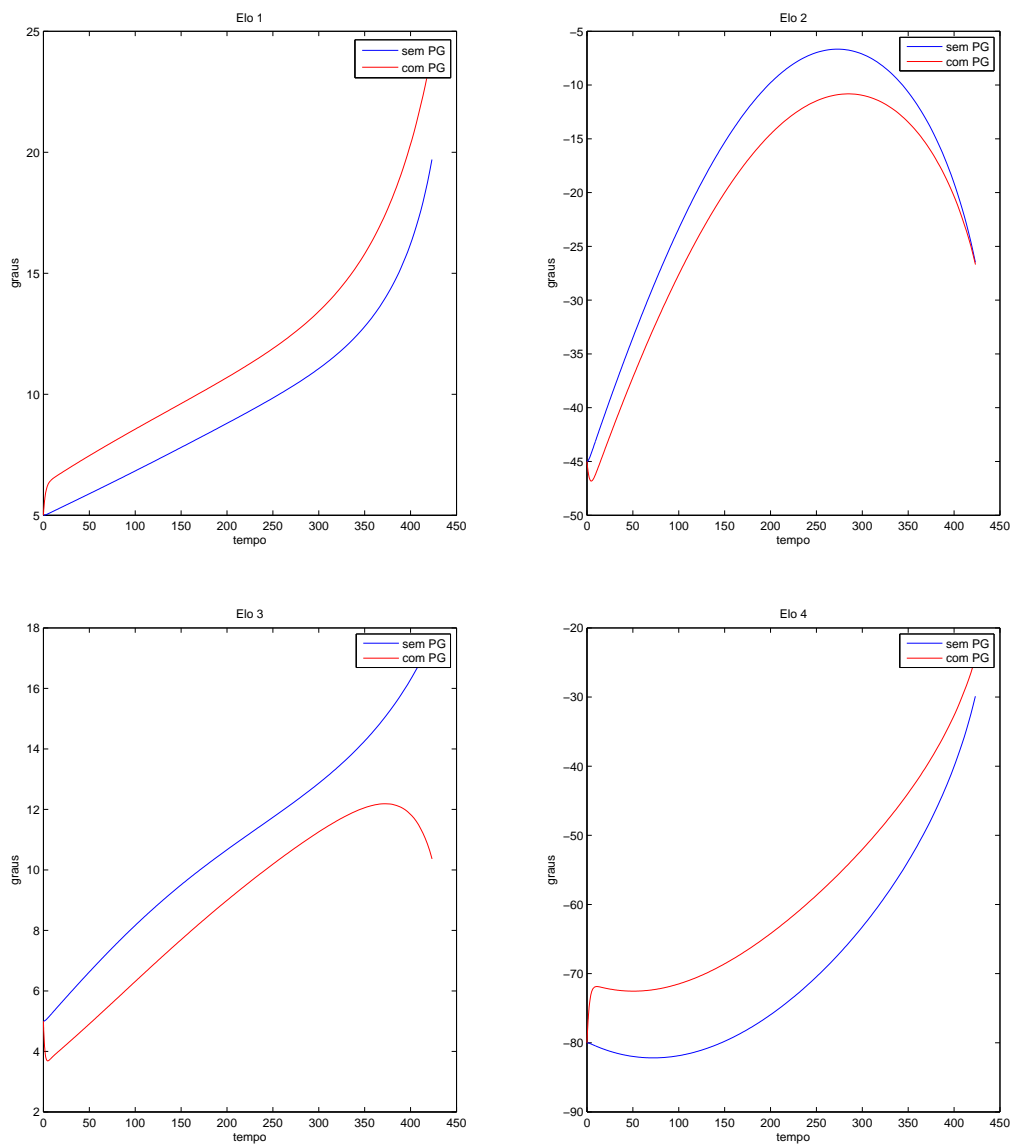 Elo 1
25
20
15
10
5
graus
sem PG
com PG
0 50 100 150 200 250 300 350 400 450
tempo
Elo 2
−5
−10
−15
−20
−25
−30
−35
−40
−45
−50
graus
sem PG
com PG
0 50 100 150 200 250 300 350 400 450
tempo
Elo 3
18
16
14
12
10
8
6
4
2
graus
sem PG
com PG
0 50 100 150 200 250 300 350 400 450
tempo
Elo 4
−20
−30
−40
−50
−60
−70
−80
−90
graus
sem PG
com PG
0 50 100 150 200 250 300 350 400 450
tempo